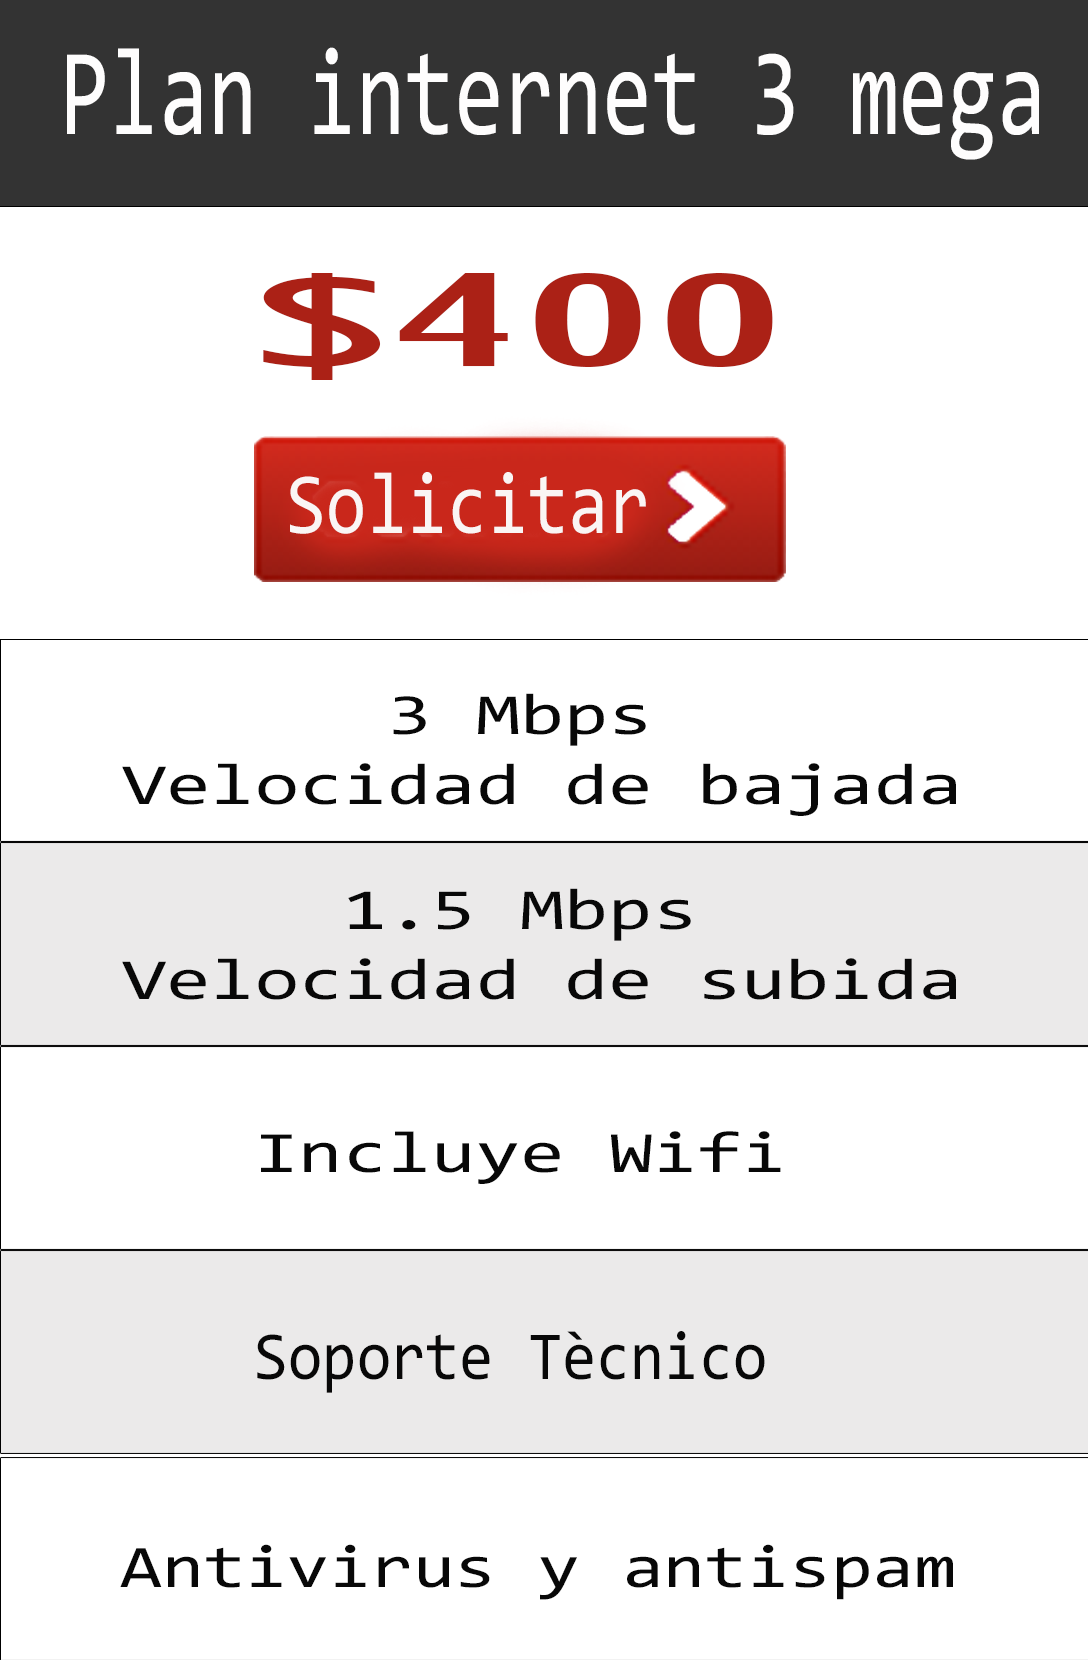 Plan internet 3 mega
$400
Solicitar
3 Mbps
Velocidad de bajada
1.5 Mbps
Velocidad de subida
Incluye Wifi
Soporte Tècnico
Antivirus y antispam